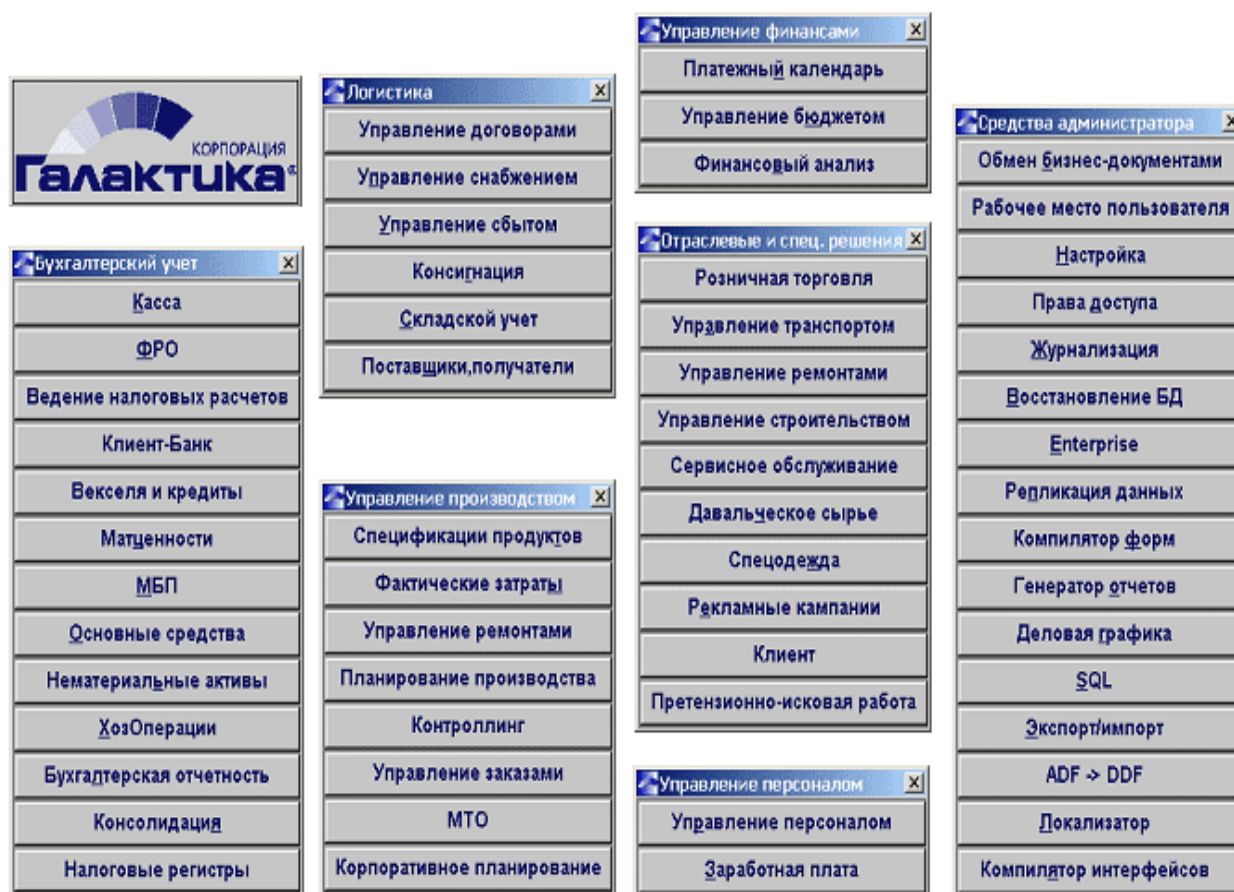 КОРПОРАЦИЯ
Галактика®
Бухгалтерский учет
Касса
ФРО
Ведение налоговых расчетов
Клиент-Банк
Векселя и кредиты
Матценности
МБП
Основные средства
Нематериальные активы
ХозОперации
Бухгалтерская отчетность
Консолидация
Налоговые регистры
Логистика
Управление договорами
Управление снабжением
Управление сбытом
Консигнация
Складской учет
Поставщики,получатели
Управление производством
Спецификации продуктов
Фактические затраты
Управление ремонтами
Планирование производства
Контроллинг
Управление заказами
МТО
Корпоративное планирование
Управление финансами
Платежный календарь
Управление бюджетом
Финансовый анализ
Отраслевые и спец. решения
Розничная торговля
Управление транспортом
Управление ремонтами
Управление строительством
Сервисное обслуживание
Давальческое сырье
Спецодежда
Рекламные кампании
Клиент
Претензионно-исковая работа
Управление персоналом
Управление персоналом
Заработная плата
Средства администратора
Обмен бизнес-документами
Рабочее место пользователя
Настройка
Права доступа
Журнализация
Восстановление БД
Enterprise
Репликация данных
Компилятор форм
Генератор отчетов
Деловая графика
SQL
Экспорт/импорт
ADF -> DDF
Локализатор
Компилятор интерфейсов